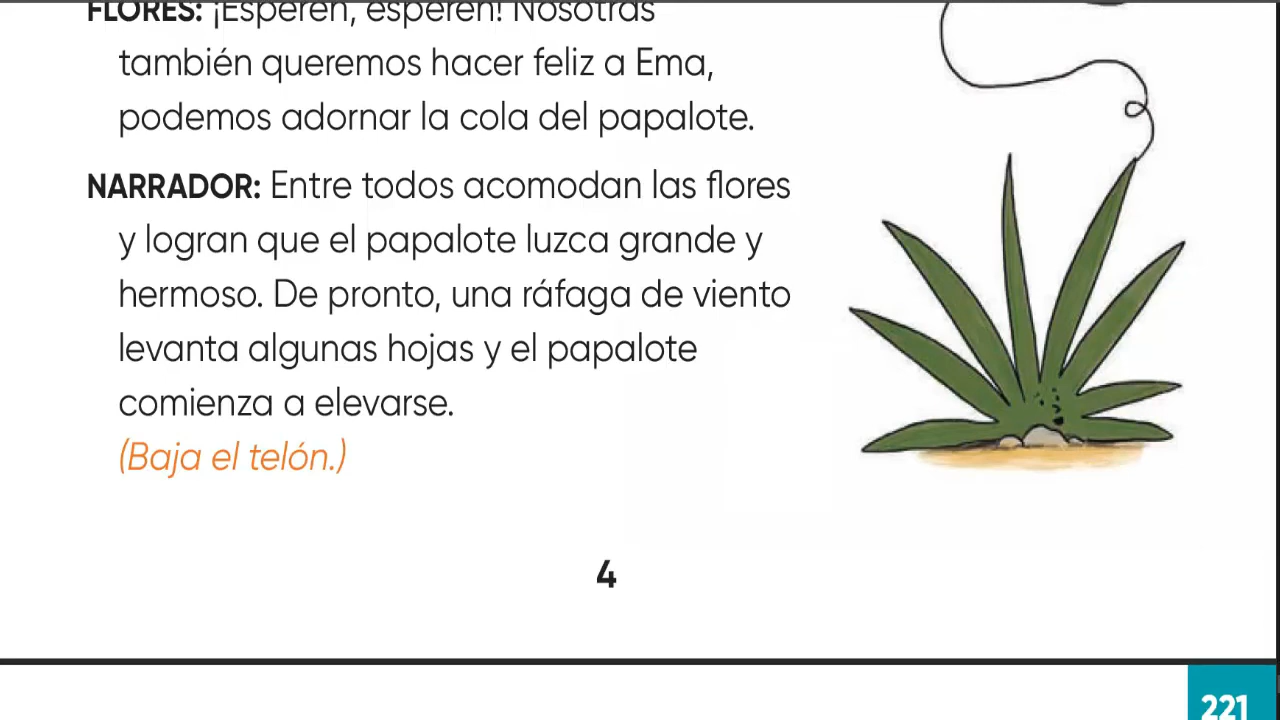 FLORES: ¡Esperen, esperen! Nosotras
también queremos hacer feliz a Ema,
podemos adornar la cola del papalote.
NARRADOR: Entre todos acomodan las flores
y logran que el papalote luzca grande y
hermoso. De pronto, una ráfaga de viento
levanta algunas hojas y el papalote
comienza a elevarse.
(Baja el telón.)
4
221